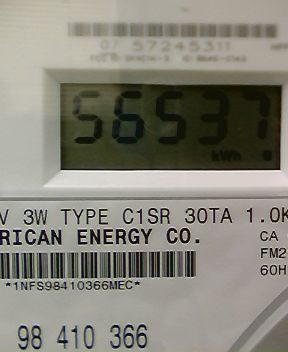 07 57245311
56537
kWh
V 3W TYPE C1SR 30TA 1.0K
RICAN ENERGY CO.
CA
FM2
60H
*1NFS98410366MEC*
98 410 366